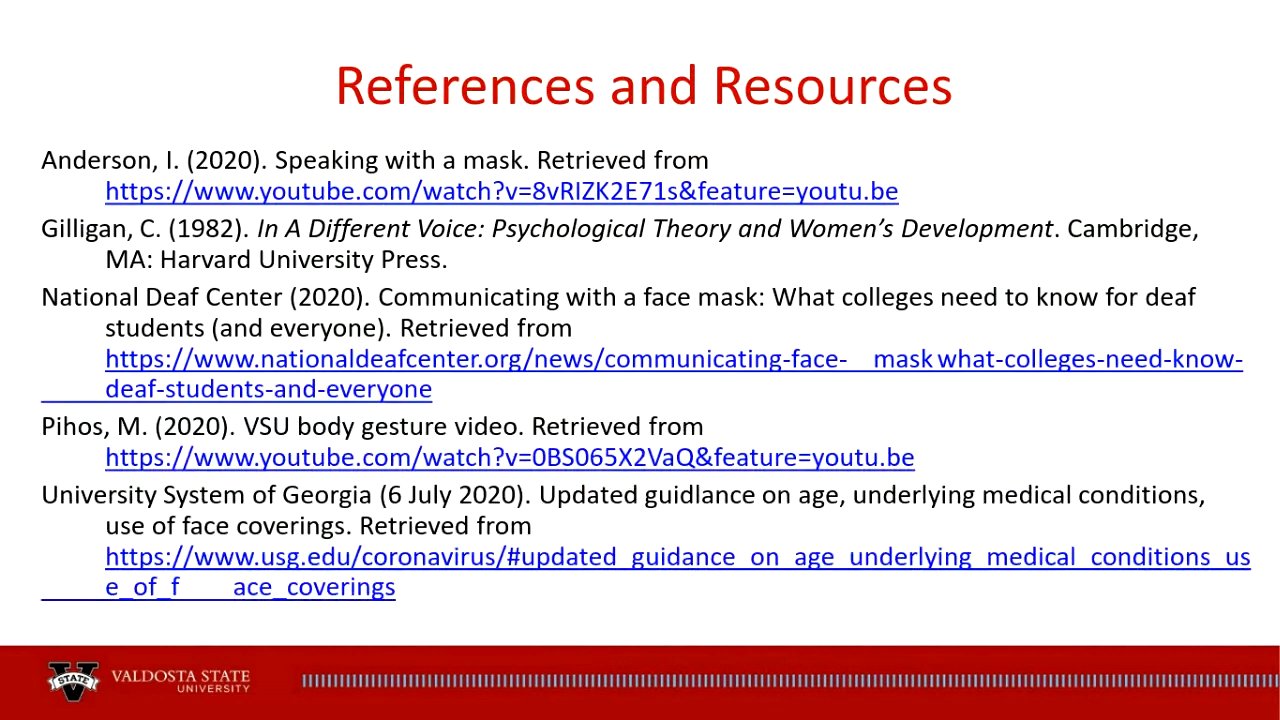 References and Resources
Anderson, I. (2020). Speaking with a mask. Retrieved from
https://www.youtube.com/watch?v=8vRIZK2E71s&feature=youtu.be
Gilligan, C. (1982). In A Different Voice: Psychological Theory and Women’s Development. Cambridge,
MA: Harvard University Press.
National Deaf Center (2020). Communicating with a face mask: What colleges need to know for deaf
students (and everyone). Retrieved from
https://www.nationaldeafcenter.org/news/communicating-face- mask what-colleges-need-know-
deaf-students-and-everyone
Pihos, M. (2020). VSU body gesture video. Retrieved from
https://www.youtube.com/watch?v=0BS065X2VaQ&feature=youtu.be
University System of Georgia (6 July 2020). Updated guidlance on age, underlying medical conditions,
use of face coverings. Retrieved from
https://www.usg.edu/coronavirus/#updated_guidance_on_age_underlying_medical_conditions_us
e_of_f ace_coverings
V STATE
VALDOSTA STATE
UNIVERSITY